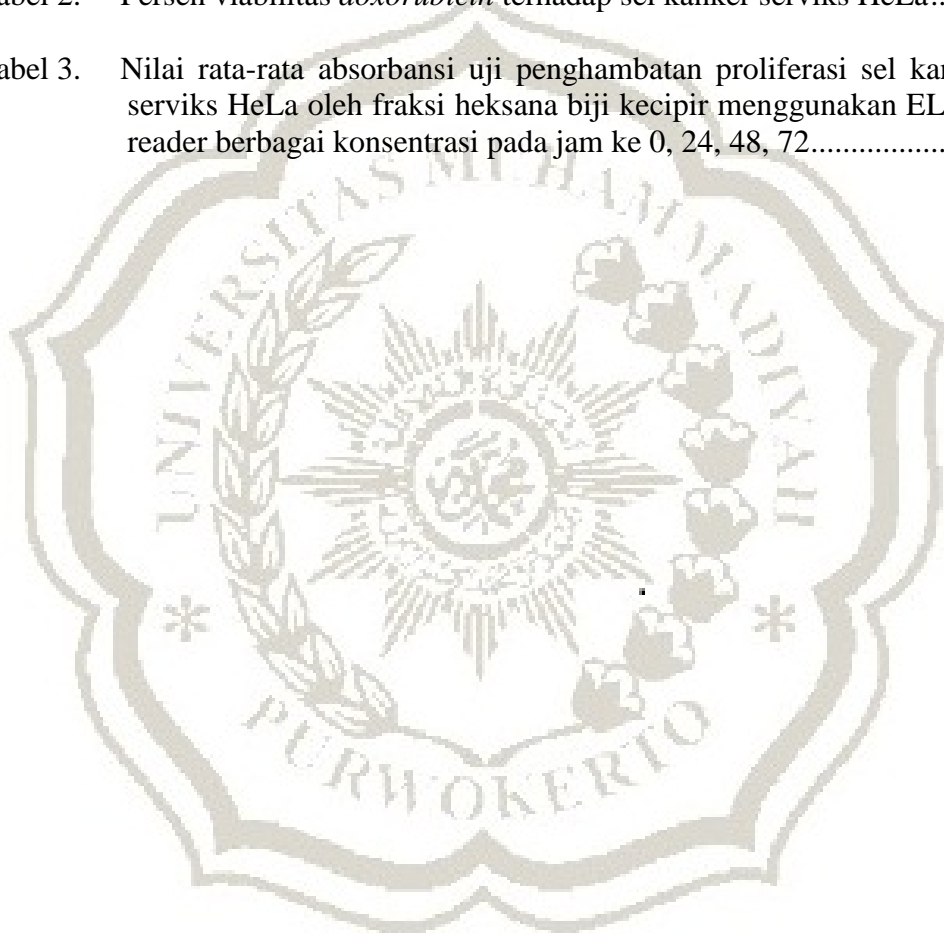 abel 2. Persen viabilitas doxorubicin terhadap sel kanker serviks HeLa..
abel 3. Nilai rata-rata absorbansi uji penghambatan proliferasi sel kan
serviks HeLa oleh fraksi heksana biji kecipir menggunakan EL
reader berbagai konsentrasi pada jam ke 0, 24, 48, 72..................
UNIVERSITAS MUHAMMADIYAH
PURWOKERTO